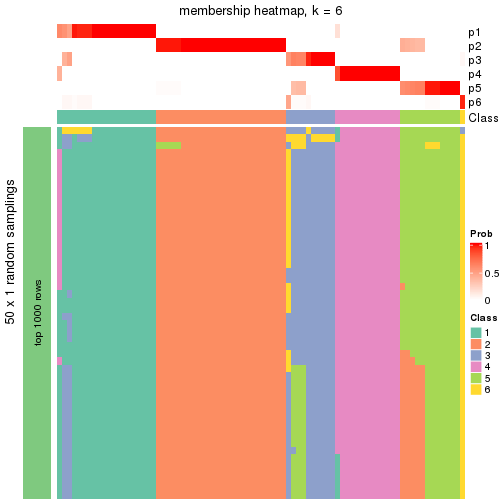 membership heatmap, k = 6
p1
p2
p3
p4
p5
p6
Class
50 x 1 random samplings
top 1000 rows
Prob
1
0.5
0
Class
1
2
3
4
5
6